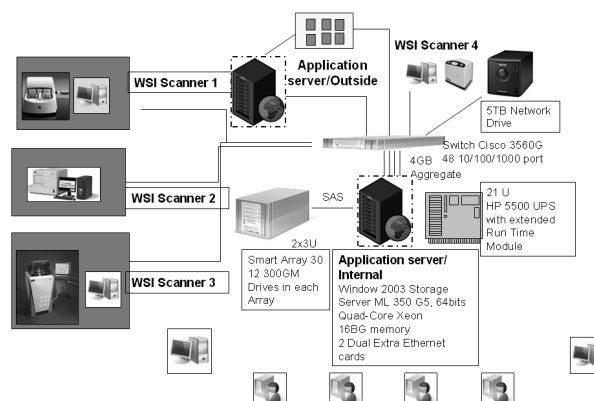 WSI Scanner 1
Application
server/Outside
WSI Scanner 4
5TB Network
Drive
Switch Cisco 3560G
48 10/100/1000 port
4GB
Aggregate
WSI Scanner 2
SAS
2x3U
21 U
HP 5500 UPS
with extended
Run Time
Module
Smart Array 30
12 300GM
Drives in each
Array
Application server/
Internal
Window 2003 Storage
Server ML 350 G5, 64bits
Quad-Core Xeon
16BG memory
2 Dual Extra Ethernet
cards
WSI Scanner 3